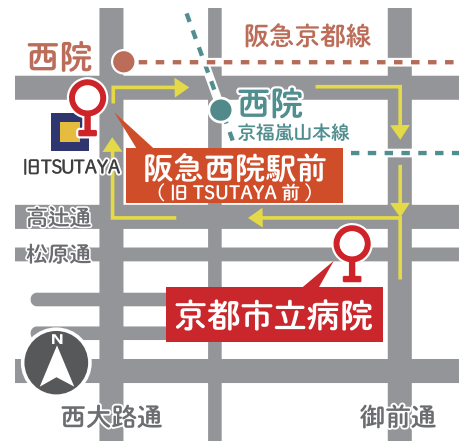 西院
阪急京都線
西院
京福嵐山本線
旧TSUTAYA
阪急西院駅前
（旧 TSUTAYA 前）
高辻通
松原通
京都市立病院
N
西大路通
御前通